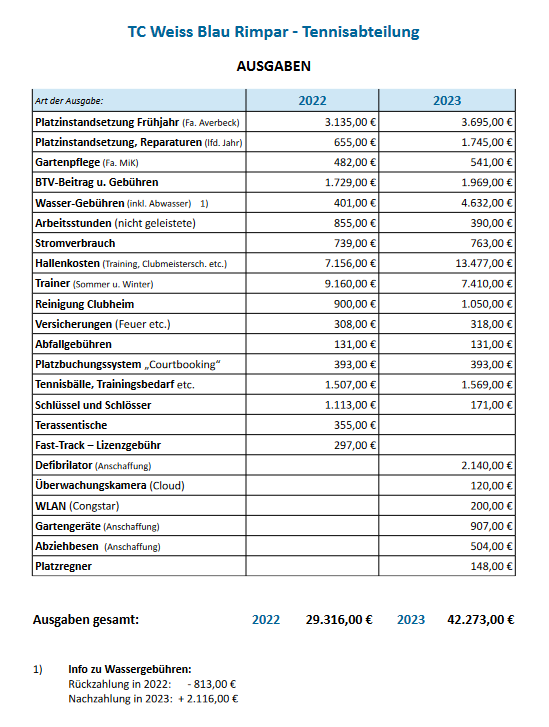 TC Weiss Blau Rimpar - Tennisabteilung
AUSGABEN
Art der Ausgabe: 2022 2023
Platzinstandsetzung Frühjahr (Fa. Averbeck) 3.135,00 € 3.695,00 €
Platzinstandsetzung, Reparaturen (lfd. Jahr) 655,00 € 1.745,00 €
Gartenpflege (Fa. MiK) 482,00 € 541,00 €
BTV-Beitrag u. Gebühren 1.729,00 € 1.969,00 €
Wasser-Gebühren (inkl. Abwasser) 1) 401,00 € 4.632,00 €
Arbeitsstunden (nicht geleistete) 855,00 € 390,00 €
Stromverbrauch 739,00 € 763,00 €
Hallenkosten (Training, Clubmeistersch. etc.) 7.156,00 € 13.477,00 €
Trainer (Sommer u. Winter) 9.160,00 € 7.410,00 €
Reinigung Clubheim 900,00 € 1.050,00 €
Versicherungen (Feuer etc.) 308,00 € 318,00 €
Abfallgebühren 131,00 € 131,00 €
Platzbuchungssystem „Courtbooking“ 393,00 € 393,00 €
Tennisbälle, Trainingsbedarf etc. 1.507,00 € 1.569,00 €
Schlüssel und Schlösser 1.113,00 € 171,00 €
Terassentische 355,00 €
Fast-Track – Lizenzgebühr 297,00 €
Defibrilator (Anschaffung) 2.140,00 €
Überwachungskamera (Cloud) 120,00 €
WLAN (Congstar) 200,00 €
Gartengeräte (Anschaffung) 907,00 €
Abziehbesen (Anschaffung) 504,00 €
Platzregner 148,00 €
Ausgaben gesamt: 2022 29.316,00 € 2023 42.273,00 €
1) Info zu Wassergebühren:
Rückzahlung in 2022: - 813,00 €
Nachzahlung in 2023: + 2.116,00 €